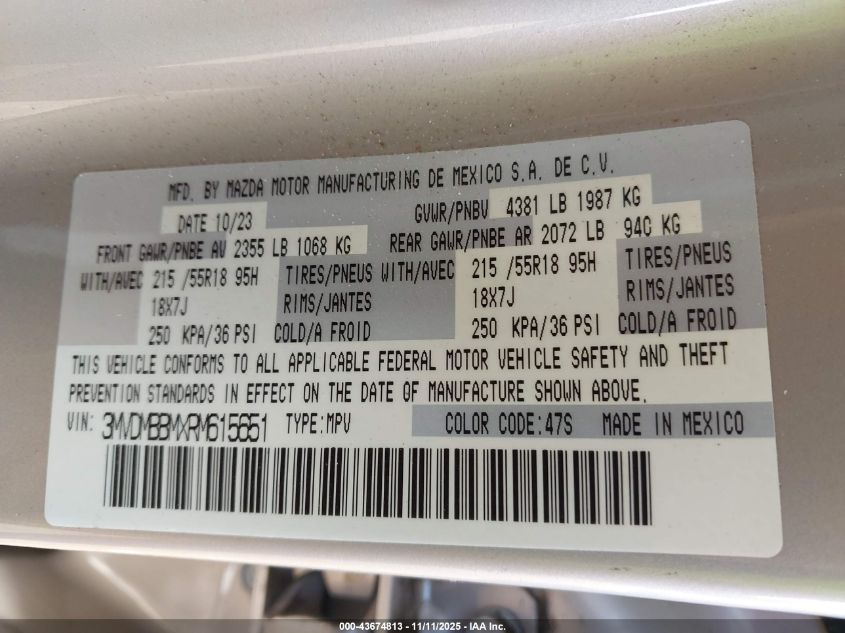 MFD. BY MAZDA MOTOR MANUFACTURING DE MEXICO S.A. DE C.V.
DATE 10/23 GVWR/PNBV 4381 LB 1987 KG
FRONT GAWR/PNBE AV 2355 LB 1068 KG REAR GAWR/PNBE AR 2072 LB 940 KG
WITH/AVEC 215 /55R18 95H TIRES/PNEUS WITH/AVEC 215 /55R18 95H TIRES/PNEUS
18X7J RIMS/JANTES 18X7J RIMS/JANTES
250 KPA/36 PSI COLD/A FROID 250 KPA/36 PSI COLD/A FROID
THIS VEHICLE CONFORMS TO ALL APPLICABLE FEDERAL MOTOR VEHICLE SAFETY AND THEFT
PREVENTION STANDARDS IN EFFECT ON THE DATE OF MANUFACTURE SHOWN ABOVE.
VIN: 3MVDMBBMXRM615651 TYPE:MPV COLOR CODE:47S MADE IN MEXICO
000-43674813 - 11/11/2025 - IAA Inc.